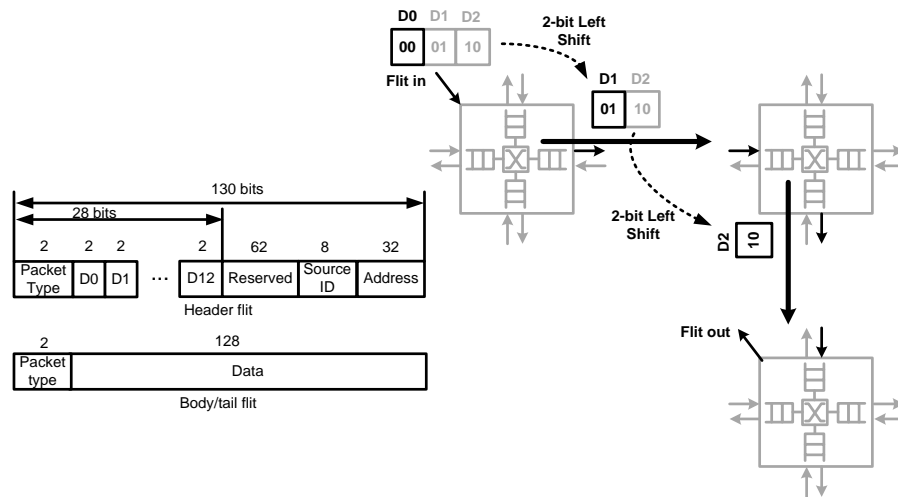 D0 D1 D2
00 01 10
2-bit Left
Shift
Flit in
D1 D2
01 10
2-bit Left
Shift
D2
10
Flit out
130 bits
28 bits
2 2 2 2 62 8 32
Packet
Type
D0 D1 ... D12 Reserved
Source
ID
Address
Header flit
2 128
Packet
type
Data
Body/tail flit